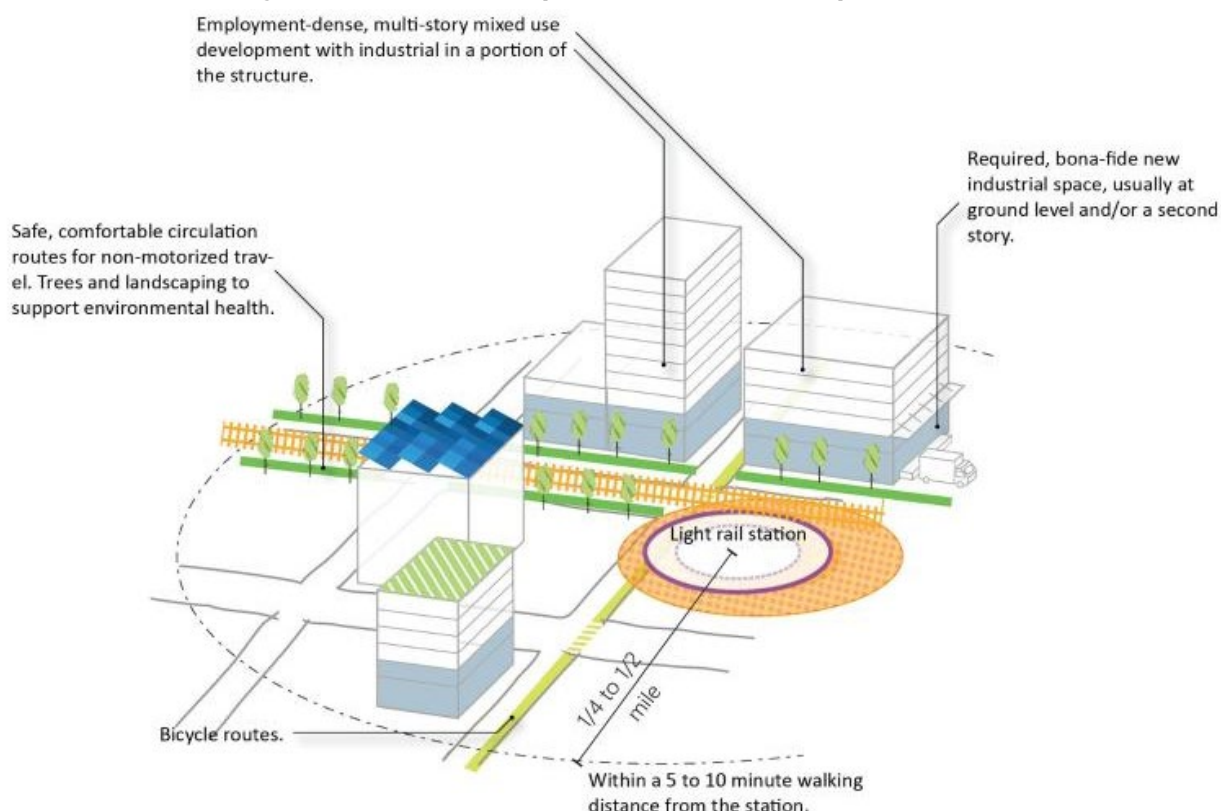 Employment-dense, multi-story mixed use
development with industrial in a portion of
the structure.
Required, bona-fide new
industrial space, usually at
ground level and/or a second
story.
Safe, comfortable circulation
routes for non-motorized trav-
el. Trees and landscaping to
support environmental health.
Light rail station
1/4 to 1/2
mile
Bicycle routes.
Within a 5 to 10 minute walking
distance from the station.